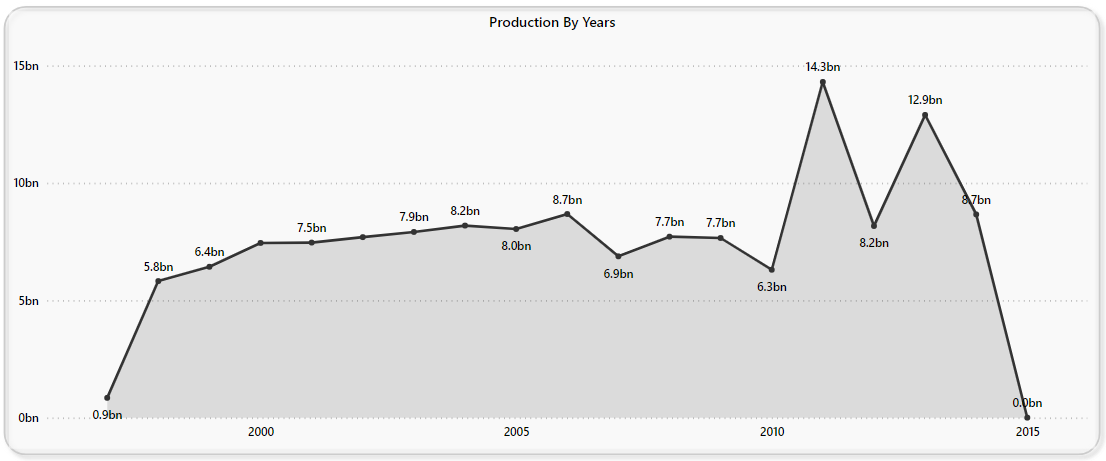 Production By Years
15bn
10bn
5bn
0bn
0.9bn
5.8bn
6.4bn
7.5bn
7.9bn
8.2bn
8.0bn
8.7bn
6.9bn
7.7bn
7.7bn
6.3bn
14.3bn
8.2bn
12.9bn
8.7bn
0.0bn
2000
2005
2010
2015